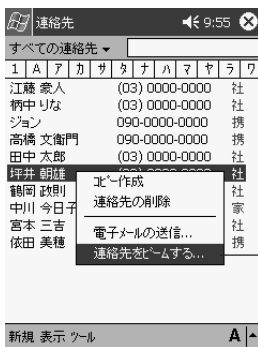 連絡先 9:55
すべての連絡先
1 A ア カ サ タ ナ ハ マ ヤ ラ ワ
江藤 豪人 (03) 0000-0000 社
柄中 りな (03) 0000-0000 社
ジョン 090-0000-0000 携
高橋 文衛門 090-0000-0000 携
田中 太郎 (03) 0000-0000 社
坪井 朝雄 社
鶴岡 政則 社
中川 今日子 家
宮本 三吉 社
依田 美穂 携
コピー作成
連絡先の削除
電子メールの送信...
連絡先をビームする...
新規 表示 ツール A